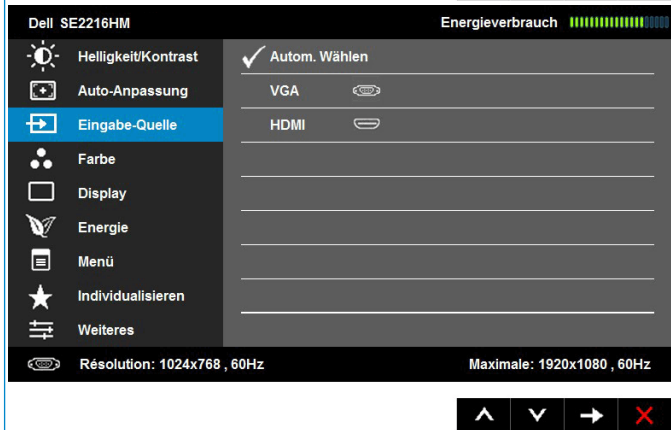 Dell SE2216HM
Energieverbrauch
Helligkeit/Kontrast
Autom. Wählen
Auto-Anpassung
VGA
Eingabe-Quelle
HDMI
Farbe
Display
Energie
Menü
Individualisieren
Weiteres
Résolution: 1024x768 , 60Hz
Maximale: 1920x1080 , 60Hz